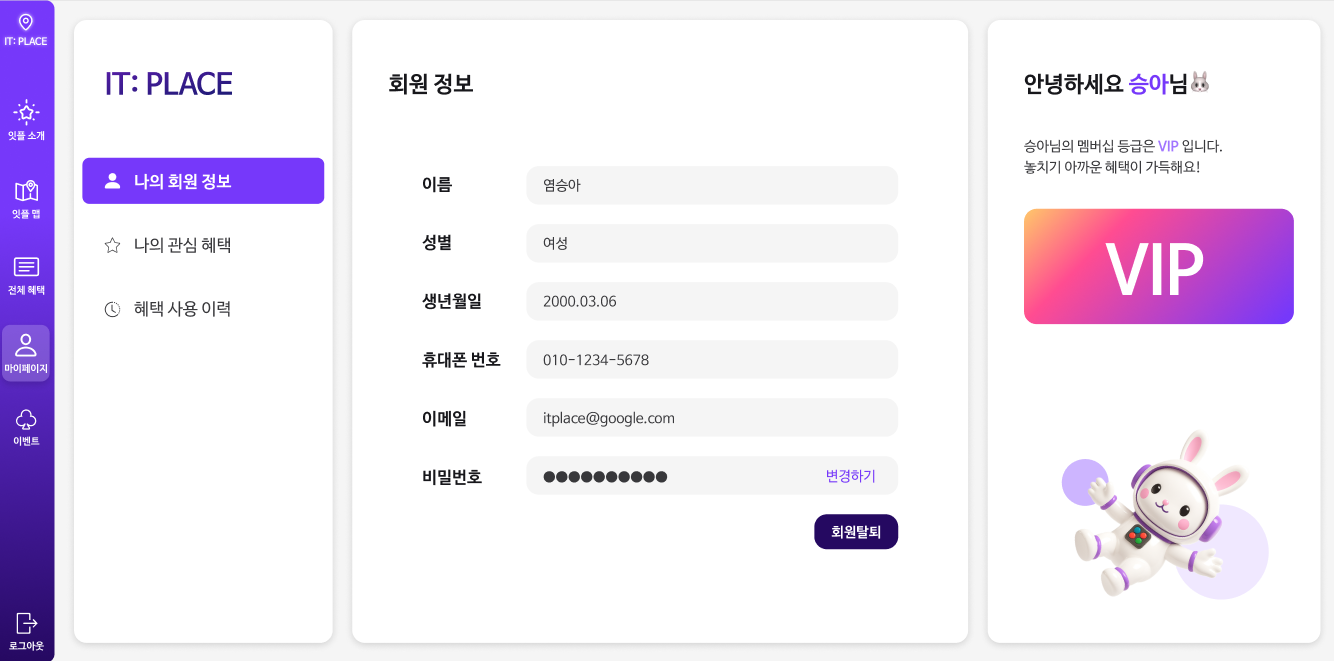 IT: PLACE
잇플 소개
잇플 맵
전체 혜택
마이페이지
이벤트
로그아웃
IT: PLACE
나의 회원 정보
나의 관심 혜택
혜택 사용 이력
회원 정보
이름
염승아
성별
여성
생년월일
2000.03.06
휴대폰 번호
010-1234-5678
이메일
itplace@google.com
비밀번호
●●●●●●●●●●
변경하기
회원탈퇴
안녕하세요 승아님🐰
승아님의 멤버십 등급은 VIP 입니다.
놓치기 아까운 혜택이 가득해요!
VIP